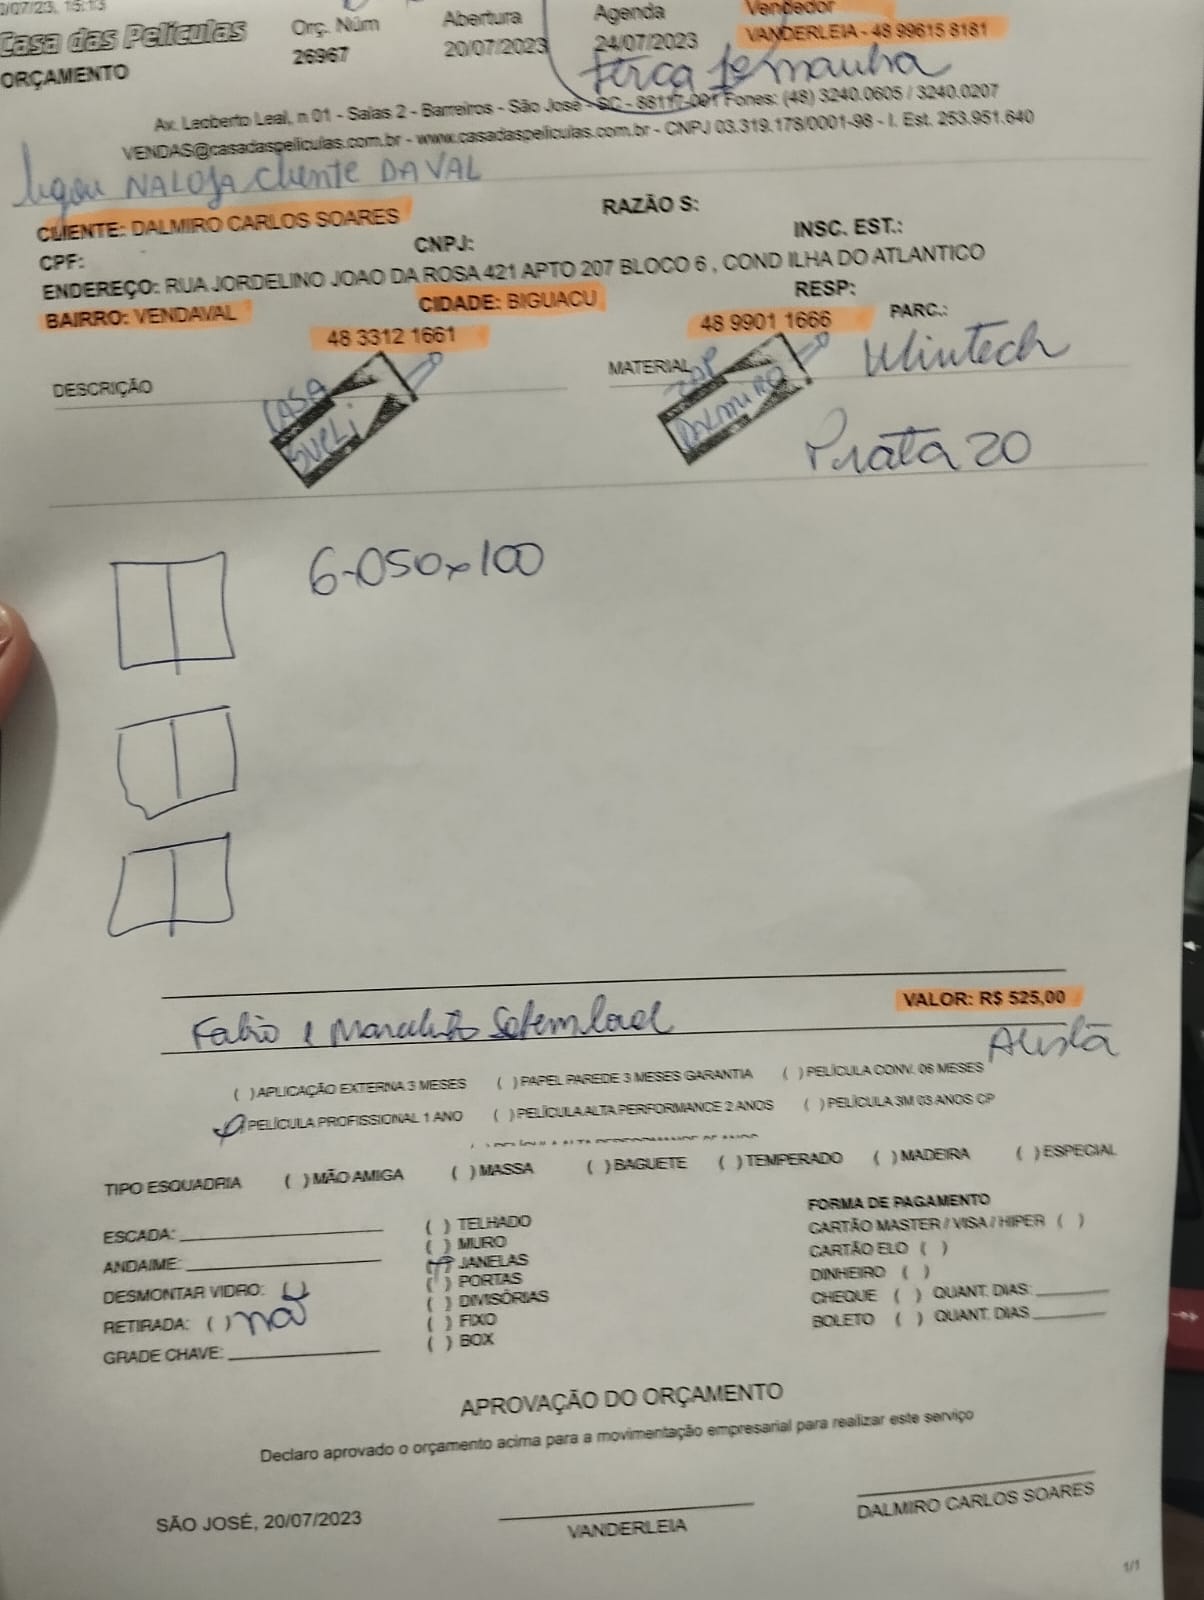 0/07/23, 15:13
Casa das Películas
ORÇAMENTO
Orç. Núm
26967
Abertura
20/07/2023
Agenda
24/07/2023
Vendedor
VANDERLEIA - 48 99615 8181
terça manha
Av. Leoberto Leal, n 01 - Salas 2 - Barreiros - São José - SC - 88117-001 Fones: (48) 3240.0605 / 3240.0207
VENDAS@casadaspeliculas.com.br - www.casadaspeliculas.com.br - CNPJ 03.319.178/0001-98 - I. Est. 253.951.640
ligou NA LOJA Cliente DA VAL
CLIENTE: DALMIRO CARLOS SOARES RAZÃO S:
CPF: CNPJ: INSC. EST.:
ENDEREÇO: RUA JORDELINO JOAO DA ROSA 421 APTO 207 BLOCO 6 , COND ILHA DO ATLANTICO
BAIRRO: VENDAVAL CIDADE: BIGUACU RESP:
48 3312 1661 48 9901 1666 PARC.:
DESCRIÇÃO MATERIAL Wintech
CASA SUELI
ZAP DALMIRO
Prata 20
6-050x100
VALOR: R$ 525,00
Fabio e
( ) APLICAÇÃO EXTERNA 3 MESES ( ) PAPEL PAREDE 3 MESES GARANTIA ( ) PELÍCULA CONV. 06 MESES
( ) PELÍCULA PROFISSIONAL 1 ANO ( ) PELÍCULA ALTA PERFORMANCE 2 ANOS ( ) PELÍCULA 3M 03 ANOS CP
TIPO ESQUADRIA ( ) MÃO AMIGA ( ) MASSA ( ) BAGUETE ( ) TEMPERADO ( ) MADEIRA ( ) ESPECIAL
ESCADA:
ANDAIME:
DESMONTAR VIDRO:
RETIRADA: ( ) não
GRADE CHAVE:
( ) TELHADO
( ) MURO
( ) JANELAS
( ) PORTAS
( ) DIVISÓRIAS
( ) FIXO
( ) BOX
FORMA DE PAGAMENTO
CARTÃO MASTER / VISA / HIPER ( )
CARTÃO ELO ( )
DINHEIRO ( )
CHEQUE ( ) QUANT. DIAS:
BOLETO ( ) QUANT. DIAS
APROVAÇÃO DO ORÇAMENTO
Declaro aprovado o orçamento acima para a movimentação empresarial para realizar este serviço
SÃO JOSÉ, 20/07/2023
VANDERLEIA
DALMIRO CARLOS SOARES
1/1